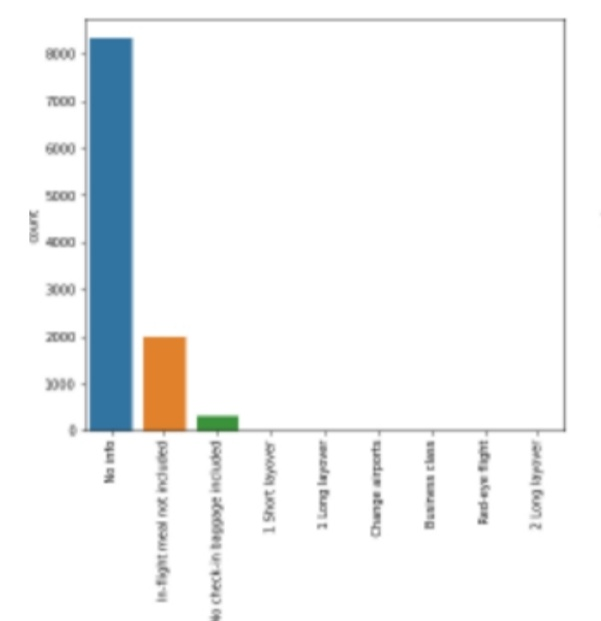 8000
7000
6000
5000
4000
3000
2000
1000
0
count
No info
In-flight meal not included
No check-in baggage included
1 Short layover
1 Long layover
Change airports
Business class
Red-eye flight
2 Long layover